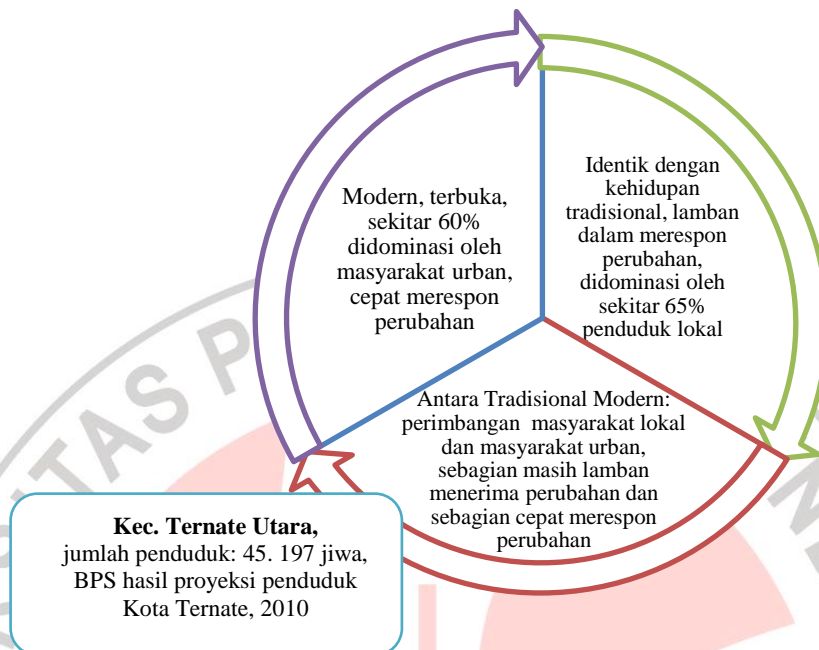 Modern, terbuka,
sekitar 60%
didominasi oleh
masyarakat urban,
cepat merespon
perubahan
Identik dengan
kehidupan
tradisional, lamban
dalam merespon
perubahan,
didominasi oleh
sekitar 65%
penduduk lokal
Antara Tradisional Modern:
perimbangan masyarakat lokal
dan masyarakat urban,
sebagian masih lamban
menerima perubahan dan
sebagian cepat merespon
perubahan
Kec. Ternate Utara,
jumlah penduduk: 45. 197 jiwa,
BPS hasil proyeksi penduduk
Kota Ternate, 2010